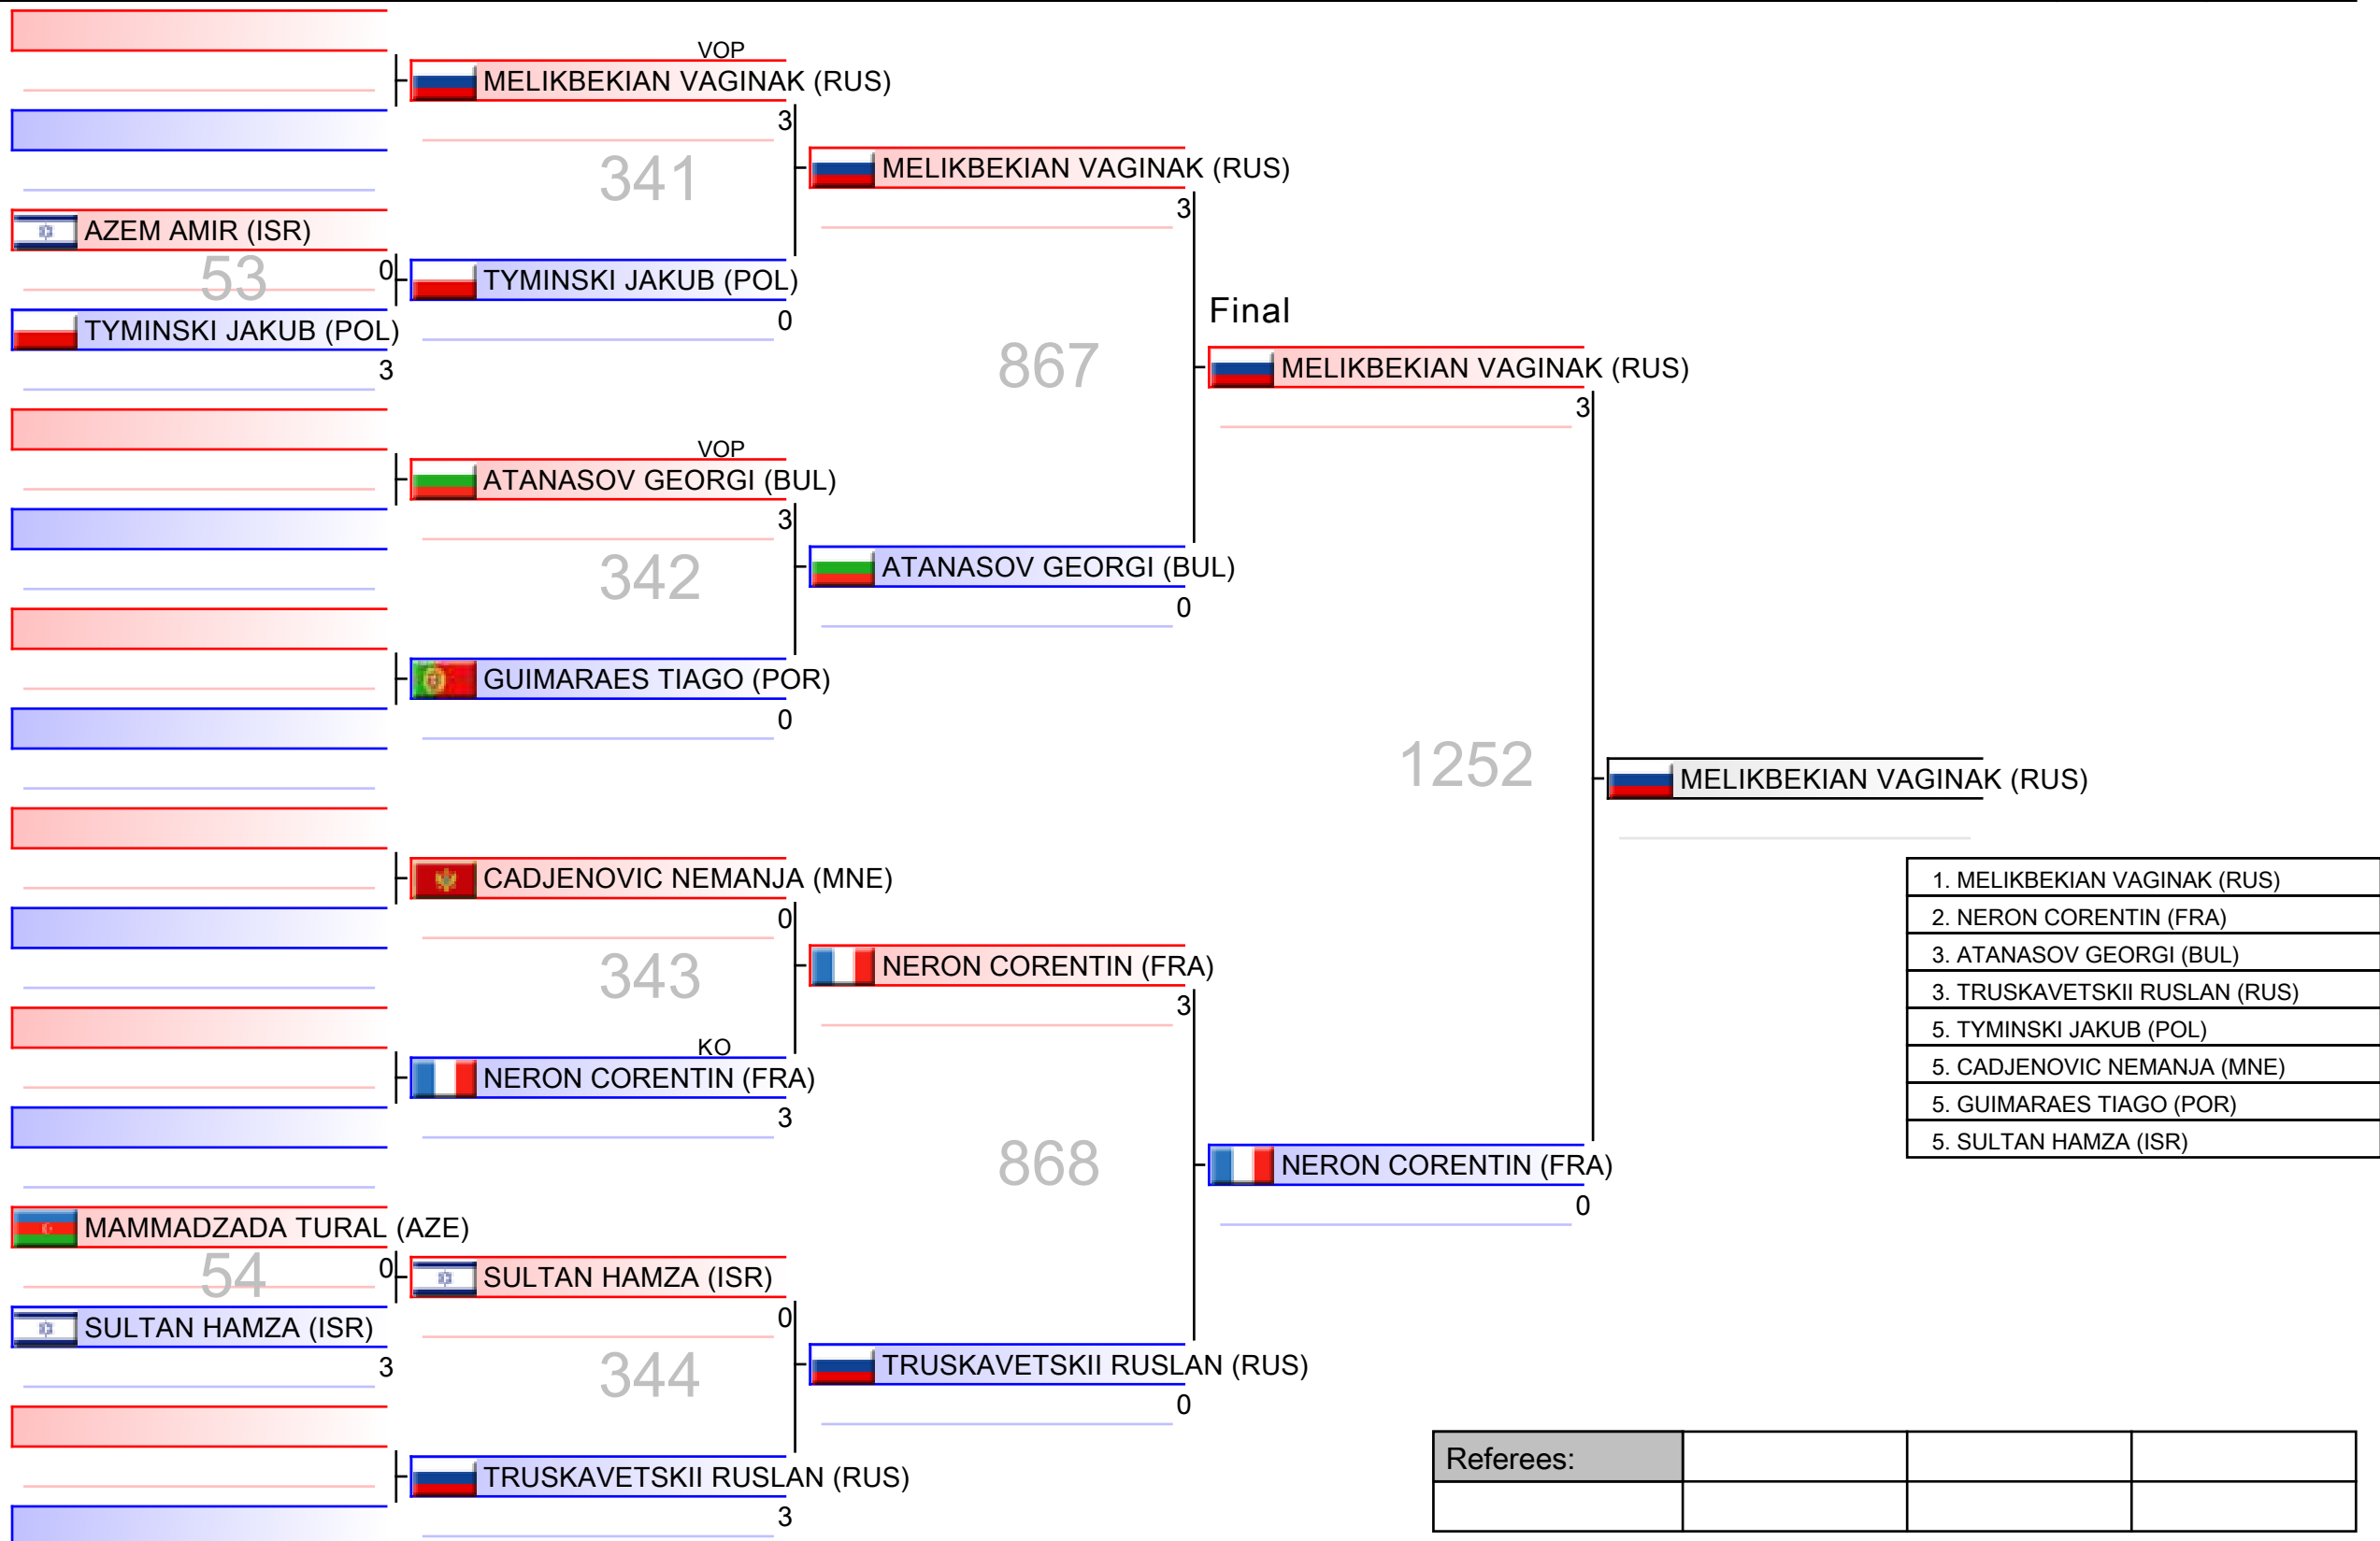 VOP
MELIKBEKIAN VAGINAK (RUS)
3
341
MELIKBEKIAN VAGINAK (RUS)
3
AZEM AMIR (ISR)
0
53
TYMINSKI JAKUB (POL)
0
TYMINSKI JAKUB (POL)
3
867
Final
MELIKBEKIAN VAGINAK (RUS)
3
VOP
ATANASOV GEORGI (BUL)
3
342
ATANASOV GEORGI (BUL)
0
GUIMARAES TIAGO (POR)
0
1252
MELIKBEKIAN VAGINAK (RUS)
CADJENOVIC NEMANJA (MNE)
0
343
NERON CORENTIN (FRA)
3
KO
NERON CORENTIN (FRA)
3
868
NERON CORENTIN (FRA)
0
MAMMADZADA TURAL (AZE)
0
54
SULTAN HAMZA (ISR)
0
SULTAN HAMZA (ISR)
3
344
TRUSKAVETSKII RUSLAN (RUS)
0
TRUSKAVETSKII RUSLAN (RUS)
3
1. MELIKBEKIAN VAGINAK (RUS)
2. NERON CORENTIN (FRA)
3. ATANASOV GEORGI (BUL)
3. TRUSKAVETSKII RUSLAN (RUS)
5. TYMINSKI JAKUB (POL)
5. CADJENOVIC NEMANJA (MNE)
5. GUIMARAES TIAGO (POR)
5. SULTAN HAMZA (ISR)
Referees: